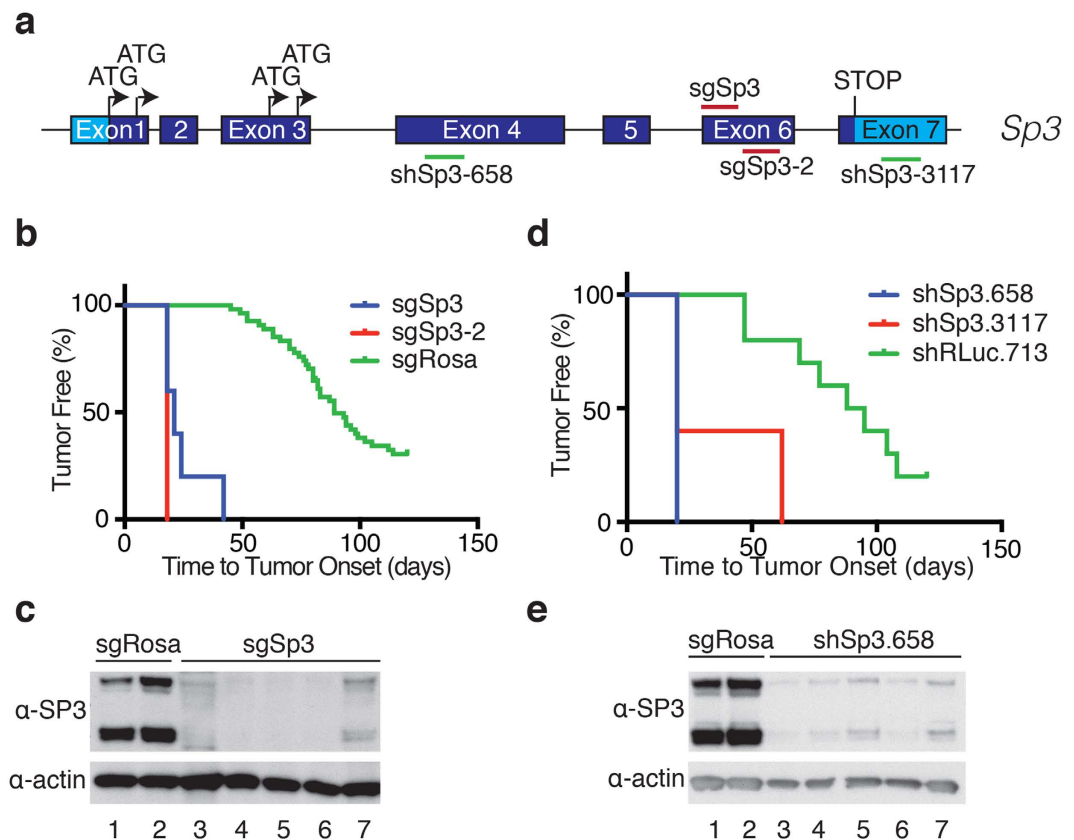 a
ATG
ATG
ATG
ATG
sgSp3
STOP
Exon1
2
Exon 3
Exon 4
5
Exon 6
Exon 7
Sp3
shSp3-658
sgSp3-2
shSp3-3117
b
Tumor Free (%)
100
50
0
0
50
100
150
Time to Tumor Onset (days)
sgSp3
sgSp3-2
sgRosa
d
Tumor Free (%)
100
50
0
0
50
100
150
Time to Tumor Onset (days)
shSp3.658
shSp3.3117
shRLuc.713
c
sgRosa
sgSp3
α-SP3
α-actin
1 2 3 4 5 6 7
e
sgRosa
shSp3.658
α-SP3
α-actin
1 2 3 4 5 6 7